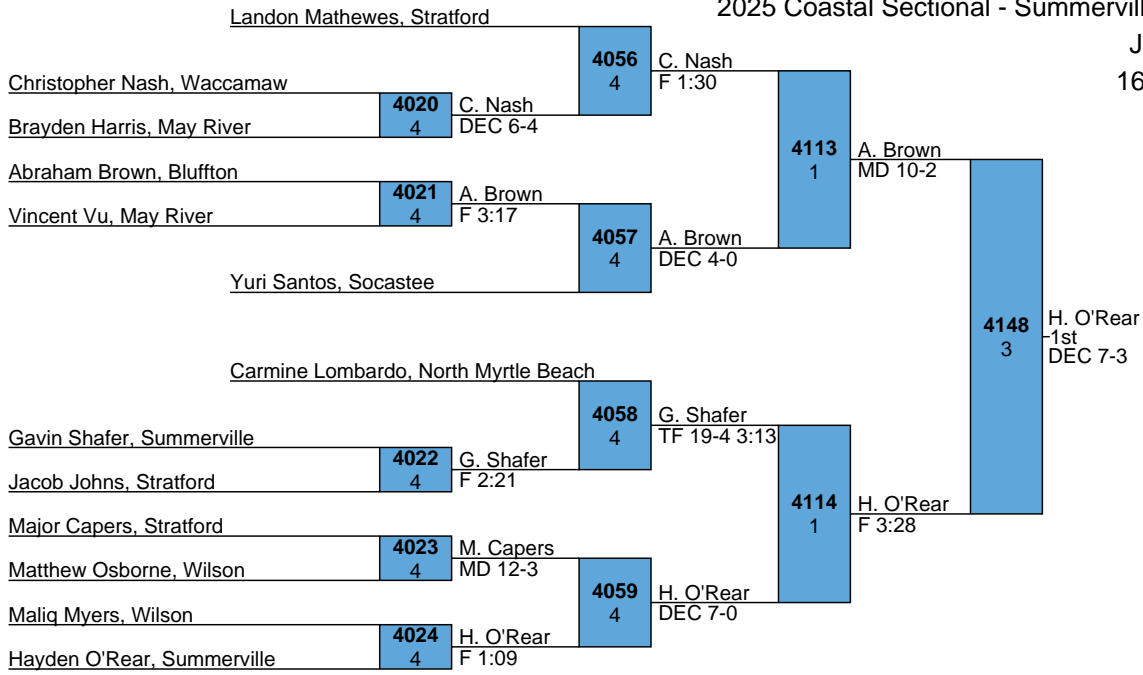 2025 Coastal Sectional - Summervill
J
16
Landon Mathewes, Stratford
4056
4
C. Nash
F 1:30
Christopher Nash, Waccamaw
Brayden Harris, May River
4020
4
C. Nash
DEC 6-4
4113
1
A. Brown
MD 10-2
Abraham Brown, Bluffton
Vincent Vu, May River
4021
4
A. Brown
F 3:17
4057
4
A. Brown
DEC 4-0
Yuri Santos, Socastee
4148
3
H. O'Rear
1st
DEC 7-3
Carmine Lombardo, North Myrtle Beach
4058
4
G. Shafer
TF 19-4 3:13
Gavin Shafer, Summerville
Jacob Johns, Stratford
4022
4
G. Shafer
F 2:21
4114
1
H. O'Rear
F 3:28
Major Capers, Stratford
Matthew Osborne, Wilson
4023
4
M. Capers
MD 12-3
4059
4
H. O'Rear
DEC 7-0
Maliq Myers, Wilson
Hayden O'Rear, Summerville
4024
4
H. O'Rear
F 1:09